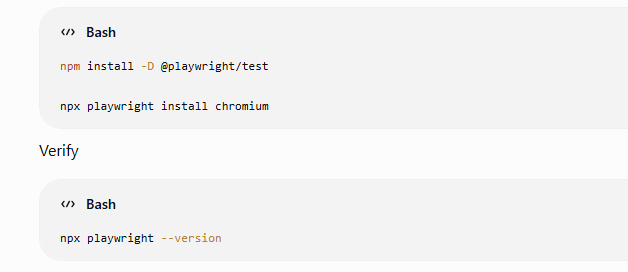 Bash
npm install -D @playwright/test
npx playwright install chromium
Verify
Bash
npx playwright --version